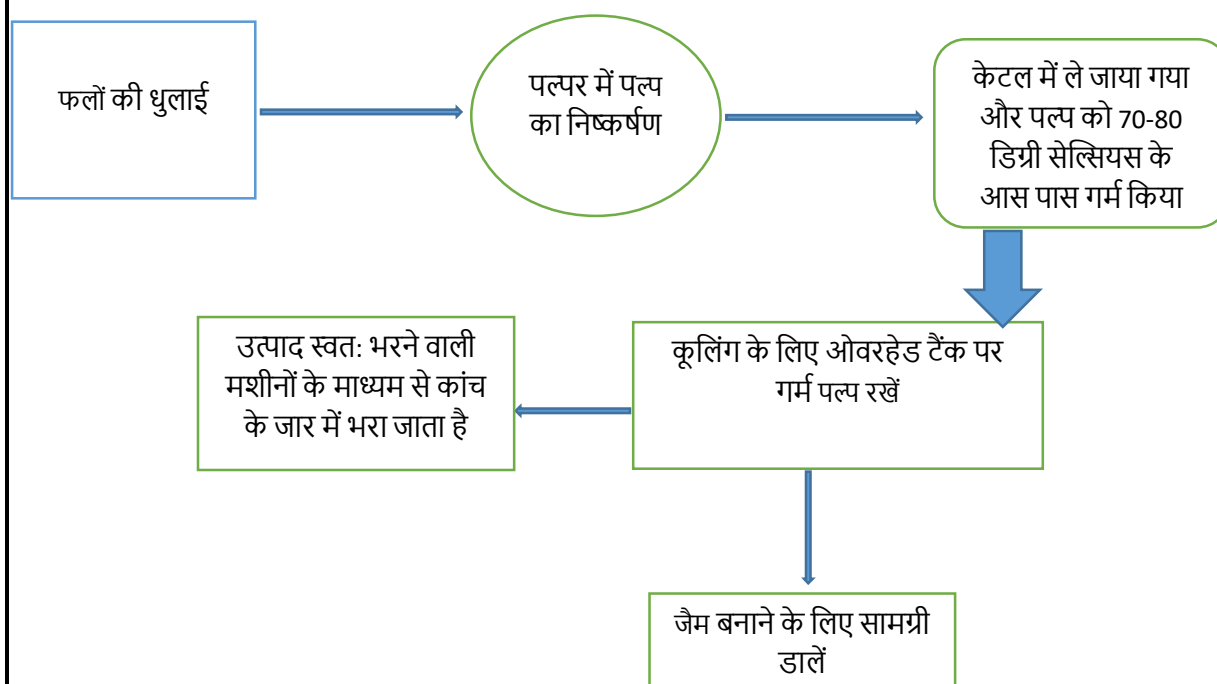 फलों की धुलाई
पल्पर में पल्प
का निष्कर्षण
केटल में ले जाया गया
और पल्प को 70-80
डिग्री सेल्सियस के
आस पास गर्म किया
कूलिंग के लिए ओवरहेड टैंक पर
गर्म पल्प रखें
उत्पाद स्वत: भरने वाली
मशीनों के माध्यम से कांच
के जार में भरा जाता है
जैम बनाने के लिए सामग्री
डालें